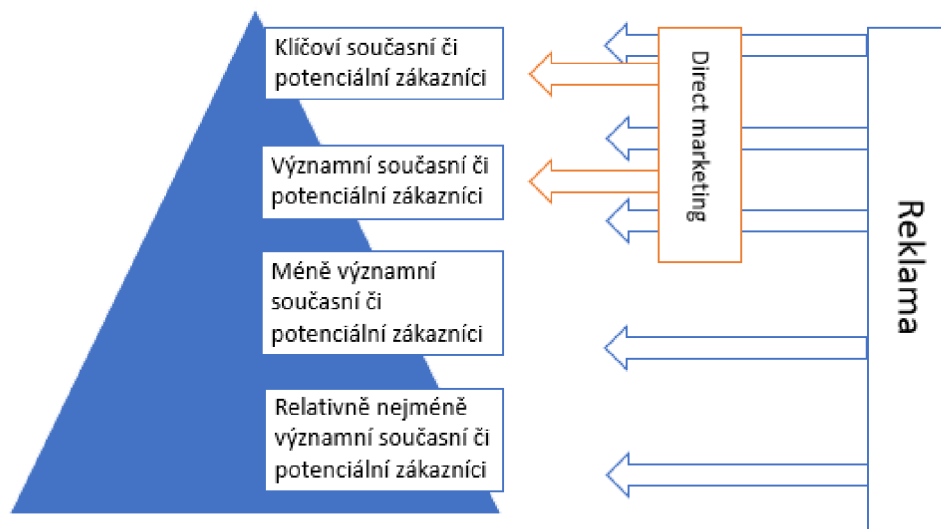 Klíčoví současní či
potenciální zákazníci
Významní současní či
potenciální zákazníci
Méně významní
současní či
potenciální zákazníci
Relativně nejméně
významní současní či
potenciální zákazníci
Direct marketing
Reklama